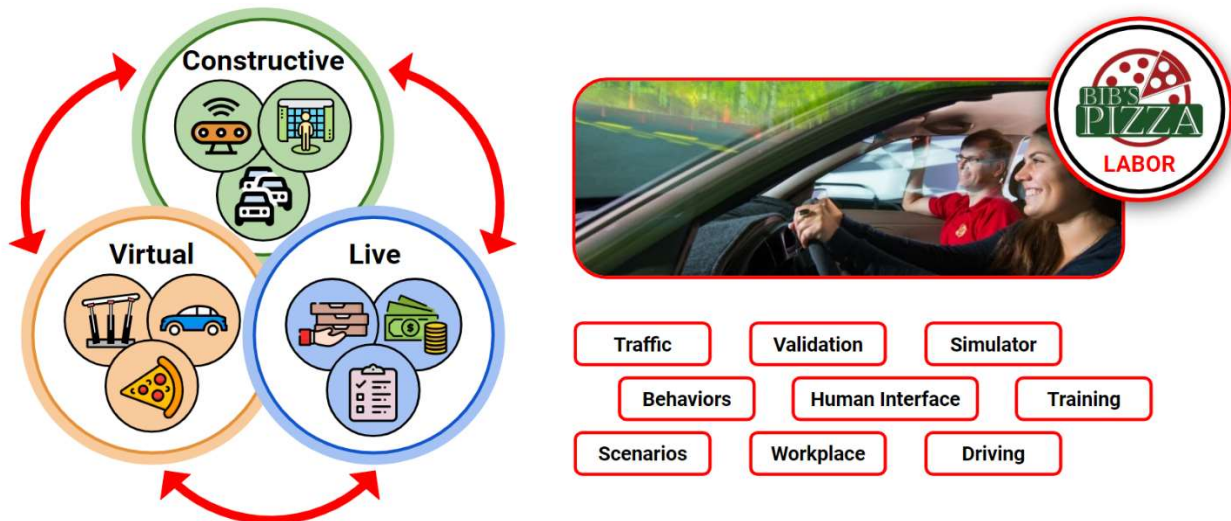 Constructive
Virtual
Live
BIB'S
PIZZA
LABOR
Traffic
Validation
Simulator
Behaviors
Human Interface
Training
Scenarios
Workplace
Driving